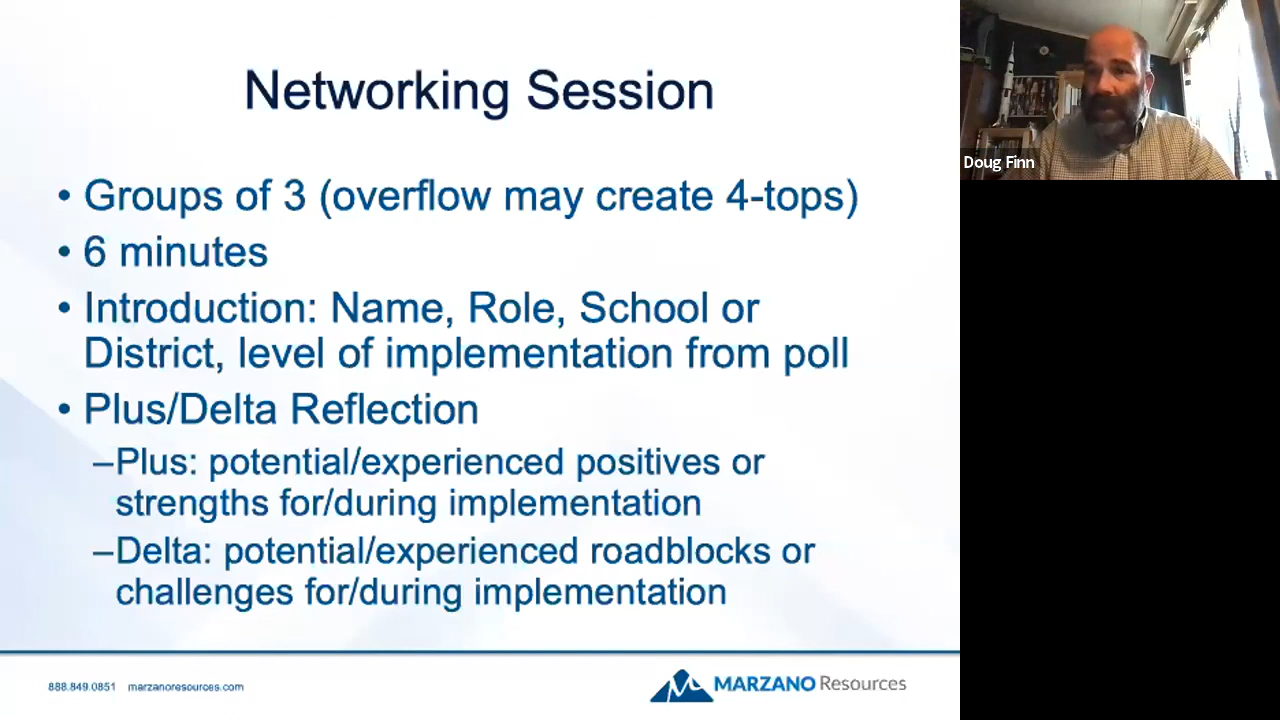 Networking Session
• Groups of 3 (overflow may create 4-tops)
• 6 minutes
• Introduction: Name, Role, School or
District, level of implementation from poll
• Plus/Delta Reflection
–Plus: potential/experienced positives or
strengths for/during implementation
–Delta: potential/experienced roadblocks or
challenges for/during implementation
888.849.0851 marzanoresources.com
MARZANO Resources
Doug Finn